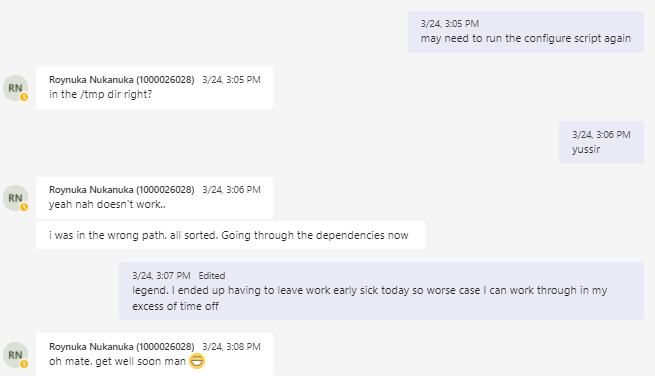 3/24, 3:05 PM
may need to run the configure script again
RN
Roynuka Nukanuka (1000026028) 3/24, 3:05 PM
in the /tmp dir right?
3/24, 3:06 PM
yussir
RN
Roynuka Nukanuka (1000026028) 3/24, 3:06 PM
yeah nah doesn't work..
i was in the wrong path. all sorted. Going through the dependencies now
3/24, 3:07 PM Edited
legend. I ended up having to leave work early sick today so worse case I can work through in my
excess of time off
RN
Roynuka Nukanuka (1000026028) 3/24, 3:08 PM
oh mate. get well soon man 😁